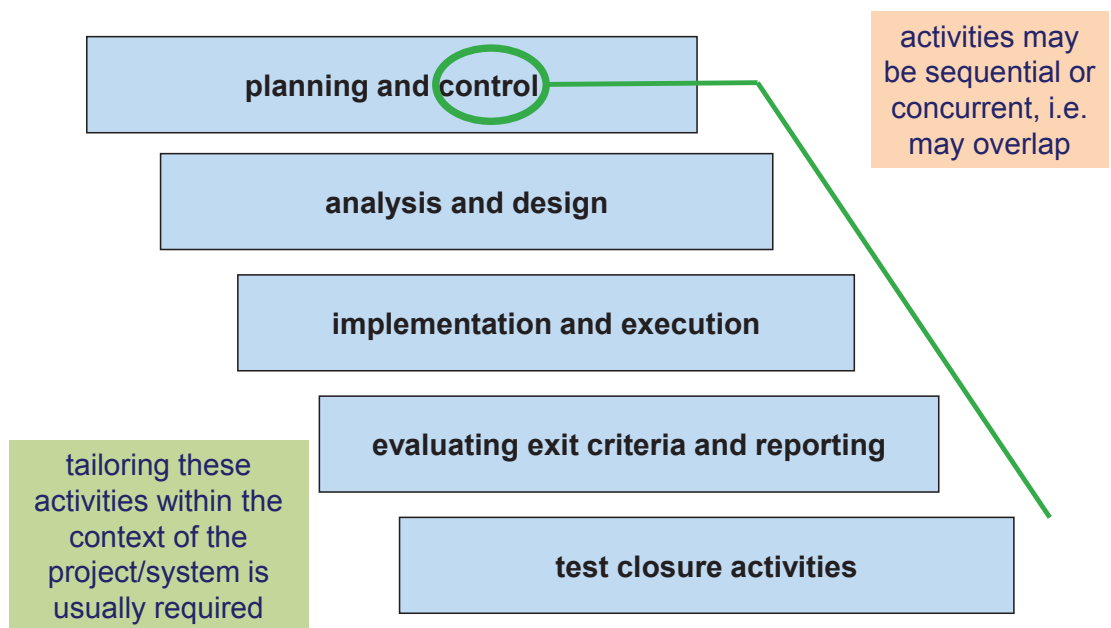 planning and control
activities may
be sequential or
concurrent, i.e.
may overlap
analysis and design
implementation and execution
evaluating exit criteria and reporting
tailoring these
activities within the
context of the
project/system is
usually required
test closure activities